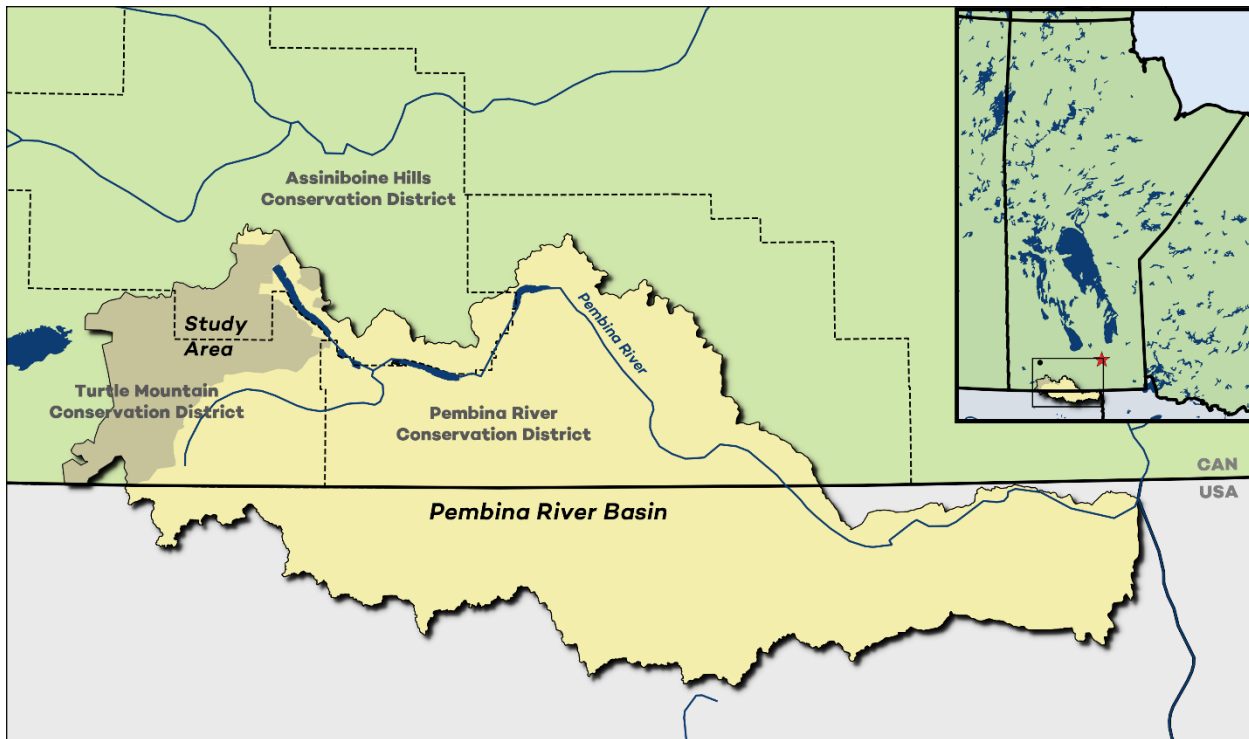 Assiniboine Hills
Conservation District
Study
Area
Pembina River
Turtle Mountain
Conservation District
Pembina River
Conservation District
CAN
USA
Pembina River Basin